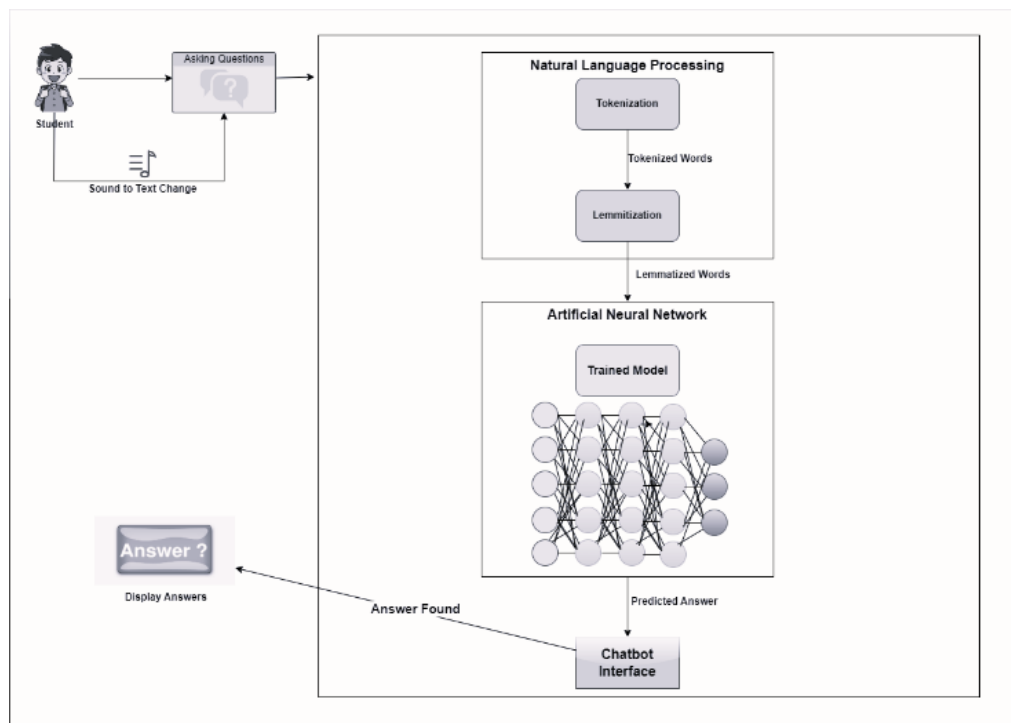 Asking Questions
?
Student
Sound to Text Change
Natural Language Processing
Tokenization
Tokenized Words
Lemmitization
Lemmatized Words
Artificial Neural Network
Trained Model
Predicted Answer
Chatbot
Interface
Answer Found
Answer ?
Display Answers